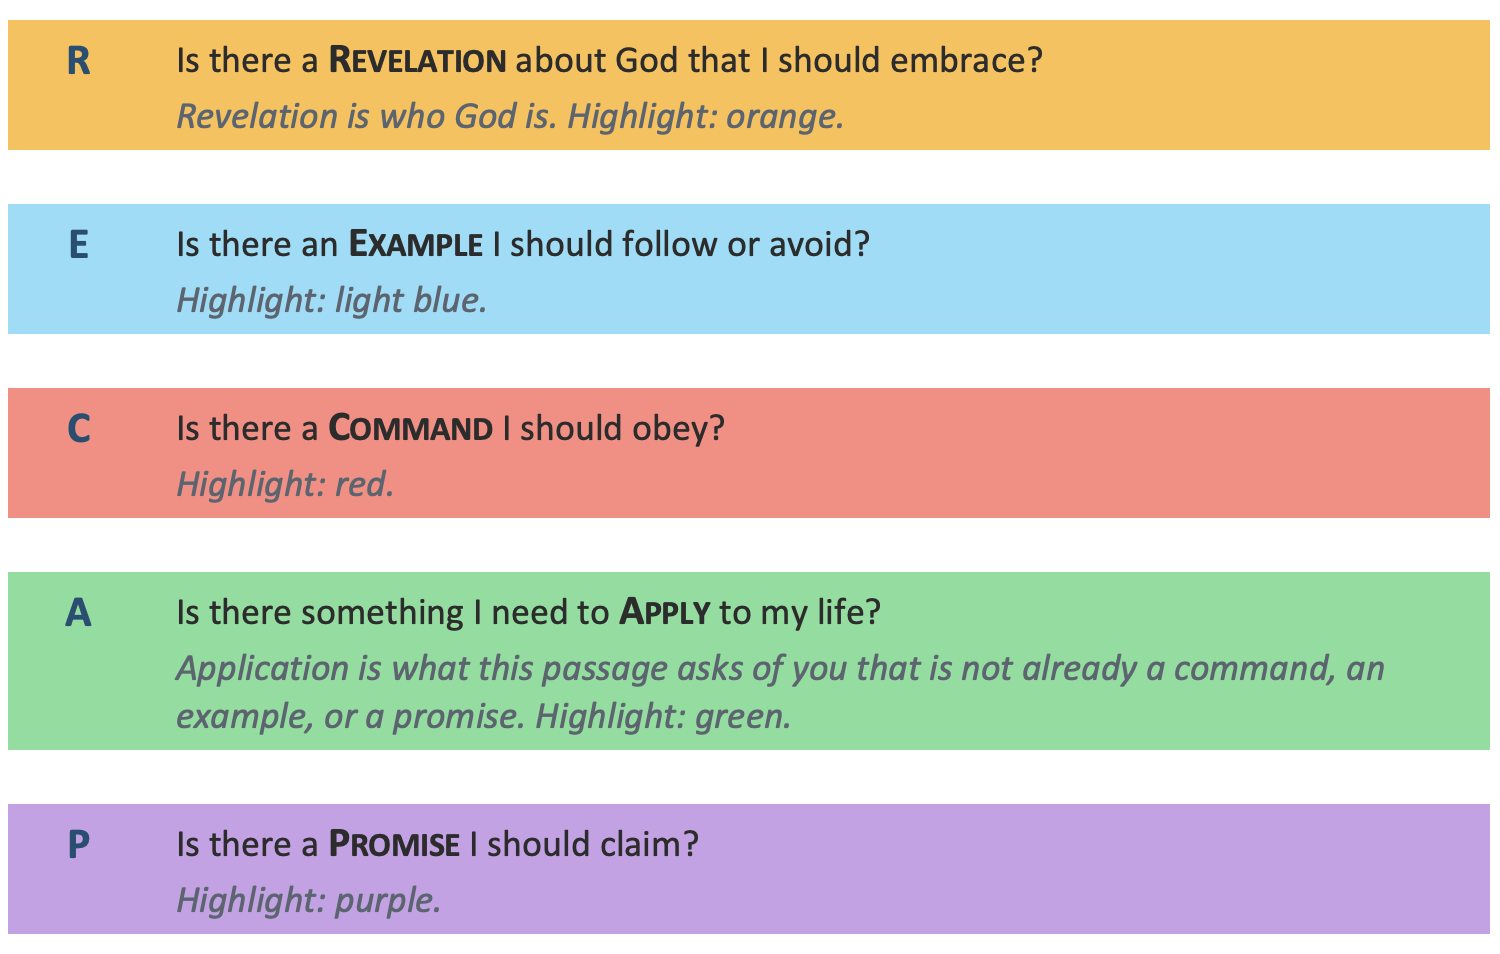 R Is there a REVELATION about God that I should embrace?
Revelation is who God is. Highlight: orange.
E Is there an EXAMPLE I should follow or avoid?
Highlight: light blue.
C Is there a COMMAND I should obey?
Highlight: red.
A Is there something I need to APPLY to my life?
Application is what this passage asks of you that is not already a command, an
example, or a promise. Highlight: green.
P Is there a PROMISE I should claim?
Highlight: purple.